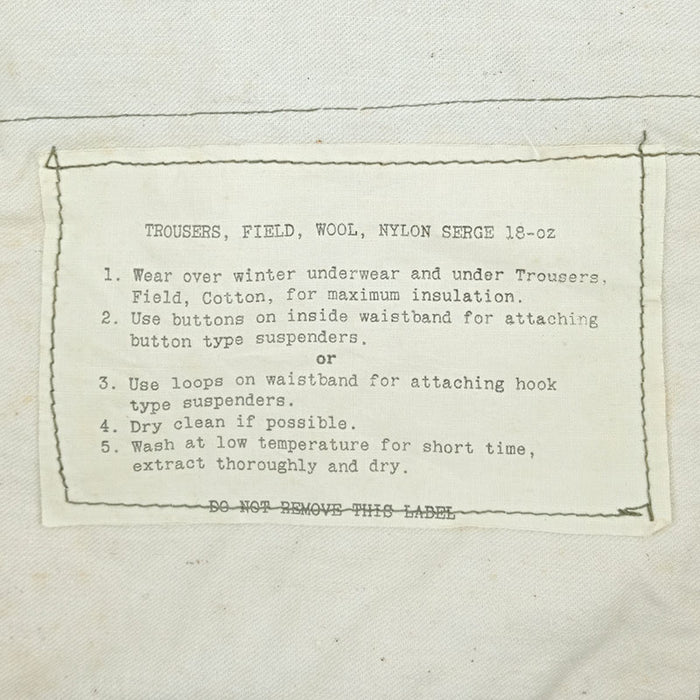 TROUSERS, FIELD, WOOL, NYLON SERGE 18-oz
1. Wear over winter underwear and under Trousers,
Field, Cotton, for maximum insulation.
2. Use buttons on inside waistband for attaching
button type suspenders.
or
3. Use loops on waistband for attaching hook
type suspenders.
4. Dry clean if possible.
5. Wash at low temperature for short time,
extract thoroughly and dry.
DO NOT REMOVE THIS LABEL